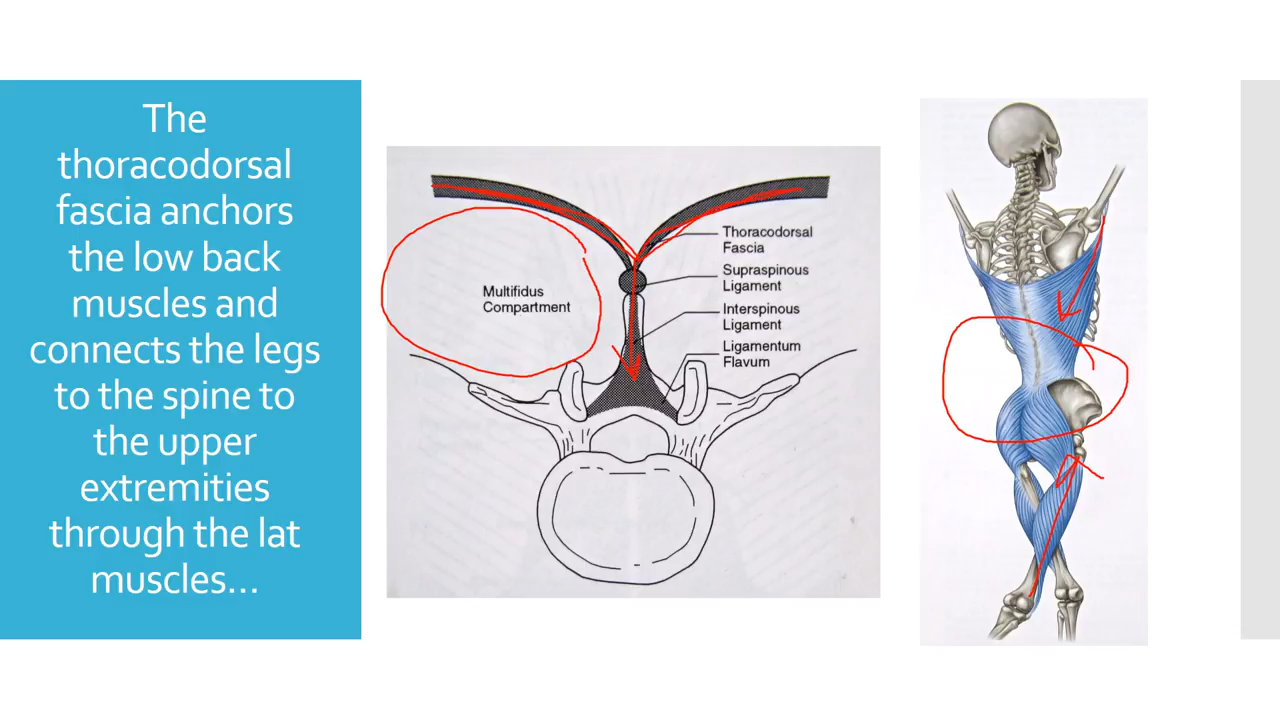 The
thoracodorsal
fascia anchors
the low back
muscles and
connects the legs
to the spine to
the upper
extremities
through the lat
muscles...
Multifidus
Compartment
Thoracodorsal
Fascia
Supraspinous
Ligament
Interspinous
Ligament
Ligamentum
Flavum